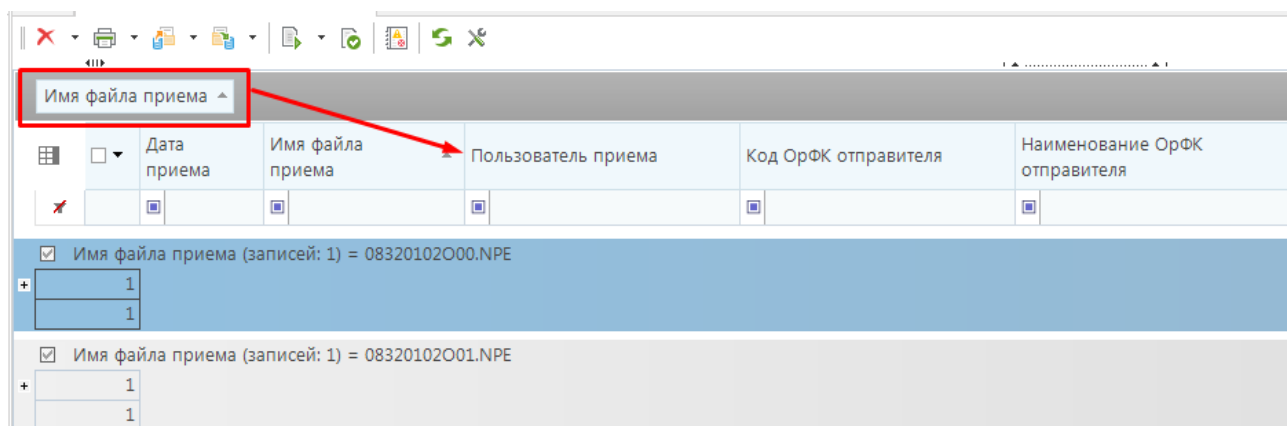 Имя файла приема
Дата приема
Имя файла приема
Пользователь приема
Код ОрФК отправителя
Наименование ОрФК отправителя
Имя файла приема (записей: 1) = 08320102O00.NPE
1
1
Имя файла приема (записей: 1) = 08320102O01.NPE
1
1